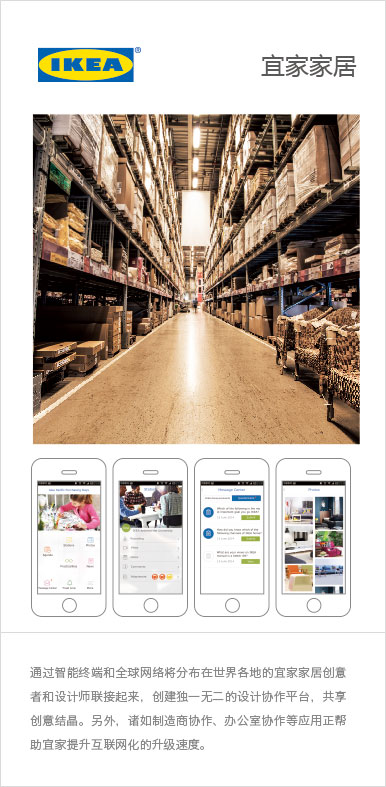 IKEA®
宜家家居
Message Center
Photos
通过智能终端和全球网络将分布在世界各地的宜家家居创意
者和设计师联接起来,创建独一无二的设计协作平台,共享
创意结晶。另外,诸如制造商协作、办公室协作等应用正帮
助宜家提升互联网化的升级速度。